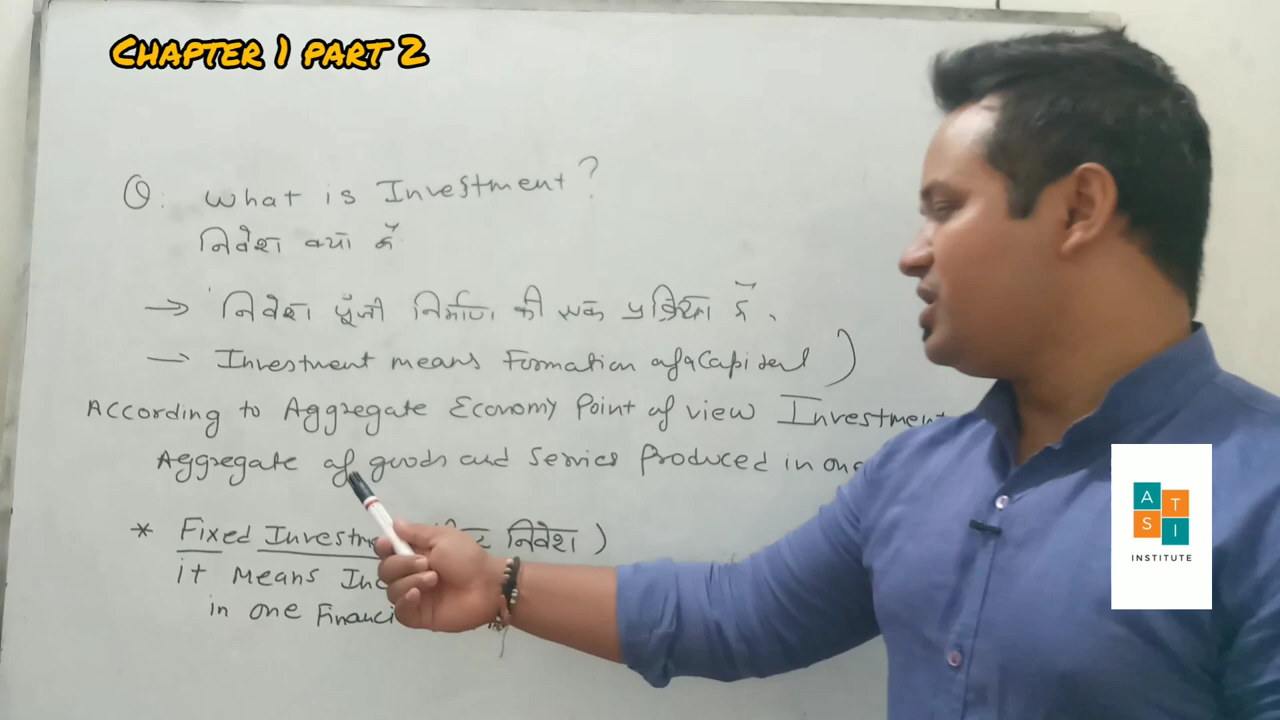 CHAPTER 1 PART 2
Q: What is Investment?
निवेश क्या है
→ निवेश पूँजी निर्माण की एक प्रक्रिया है.
— Investment means Formation of a Capital )
According to Aggregate Economy Point of view Investment
Aggregate of goods and Service Produced in one
* Fixed Investm निवेश )
it Means Inc
in one Financi
A T
S I
INSTITUTE